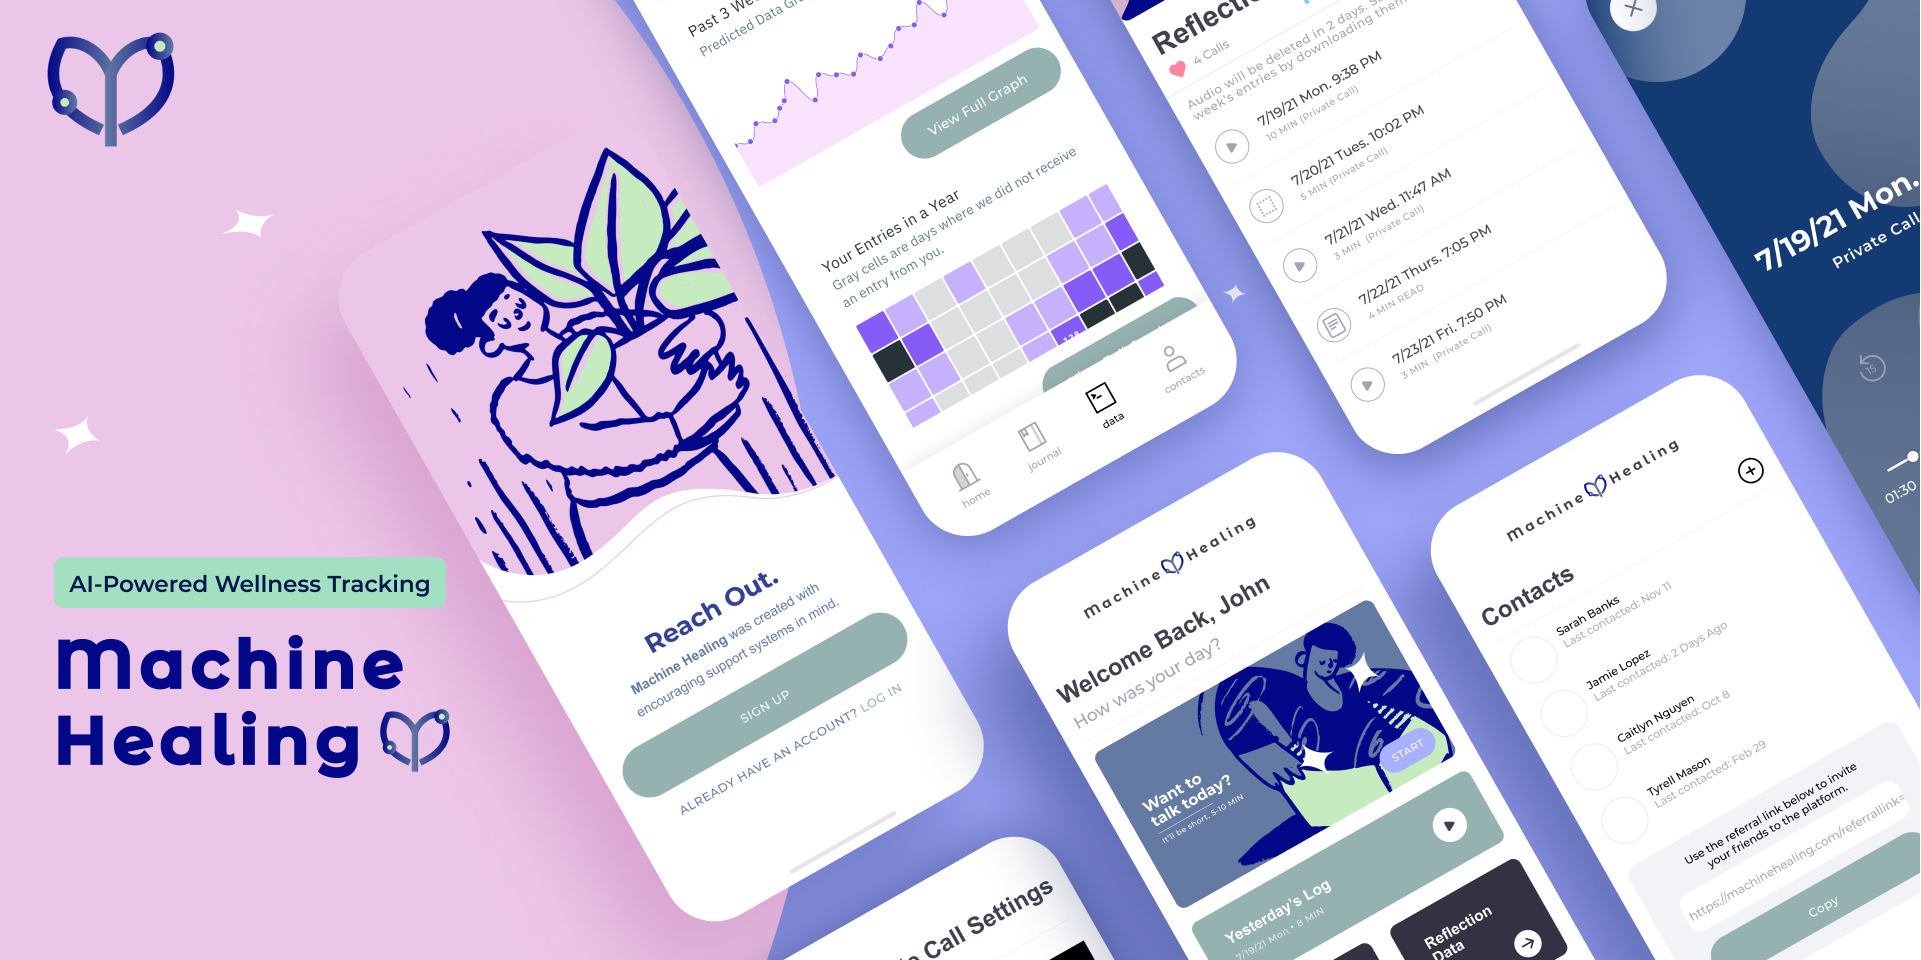 AI-Powered Wellness Tracking
Machine
Healing
Reach Out.
Machine Healing was created with
encouraging support systems in mind.
SIGN UP
ALREADY HAVE AN ACCOUNT? LOG IN
Past 3
Predicted Data
View Full Graph
Your Entries in a Year
Gray cells are days where we did not receive
an entry from you.
home
journal
data
contacts
4 Calls
Audio will be deleted in 2 days.
week's entries by downloading them
7/19/21 Mon. 9:38 PM
10 MIN (Private Call)
7/20/21 Tues. 10:02 PM
5 MIN (Private Call)
7/21/21 Wed. 11:47 AM
3 MIN (Private Call)
7/22/21 Thurs. 7:05 PM
4 MIN READ
7/23/21 Fri. 7:50 PM
3 MIN (Private Call)
7/19/21 Mon.
Private Call
15
01:30
machine Healing
Welcome Back, John
How was your day?
Want to
talk today?
It'll be short. 5-10 MIN
START
Yesterday's Log
7/19/21 Mon • 8 MIN
Reflection
Data
Call Settings
machine Healing
Contacts
Sarah Banks
Last contacted: Nov 11
Jamie Lopez
Last contacted: 2 Days Ago
Caitlyn Nguyen
Last contacted: Oct 8
Tyrell Mason
Last contacted: Feb 29
Use the referral link below to invite
your friends to the platform.
https://machinehealing.com/referrallink=
Copy